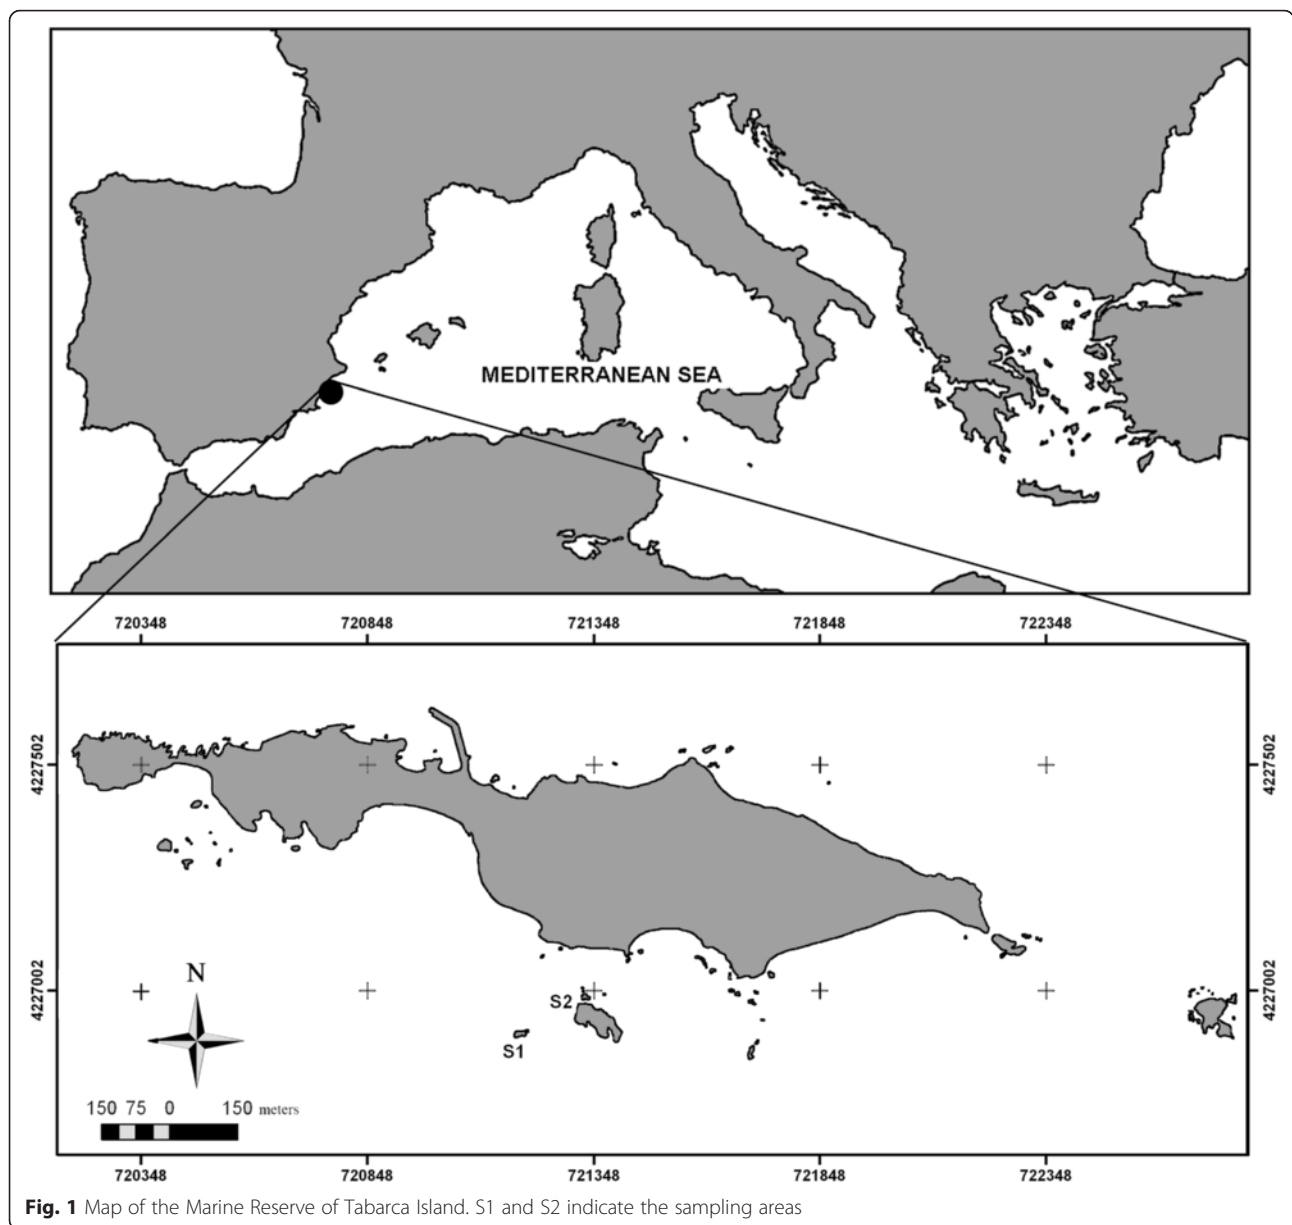 MEDITERRANEAN SEA
720348 720848 721348 721848 722348
4227502 4227502
4227002 4227002
N
S2
S1
150 75 0 150 meters
720348 720848 721348 721848 722348
Fig. 1 Map of the Marine Reserve of Tabarca Island. S1 and S2 indicate the sampling areas